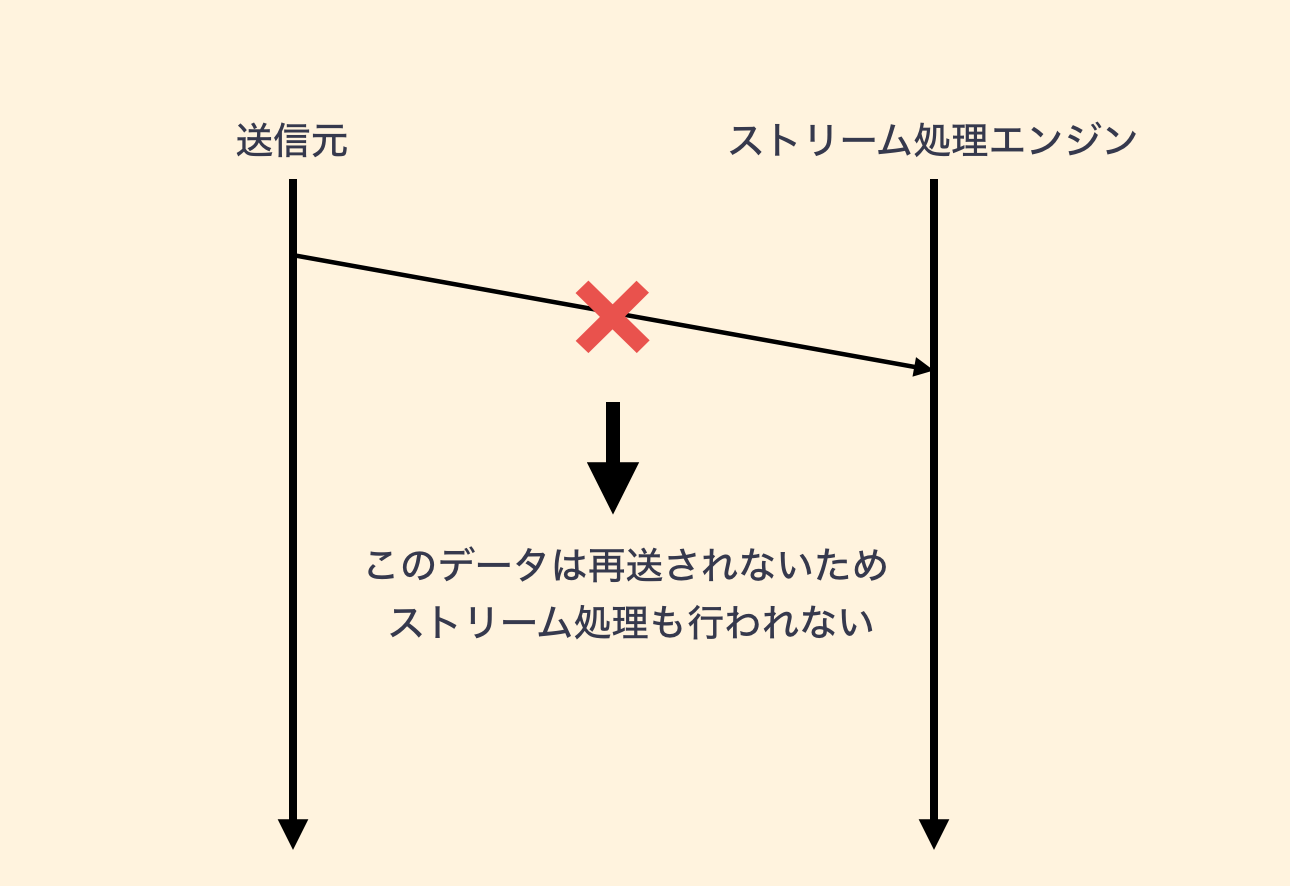 送信元
ストリーム処理エンジン
このデータは再送されないため
ストリーム処理も行われない